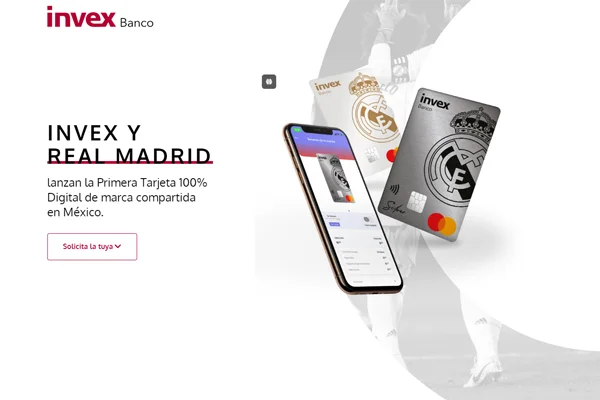 invex Banco
INVEX Y
REAL MADRID
lanzan la Primera Tarjeta 100%
Digital de marca compartida
en México.
Solicita la tuya
invex
invex
Banco